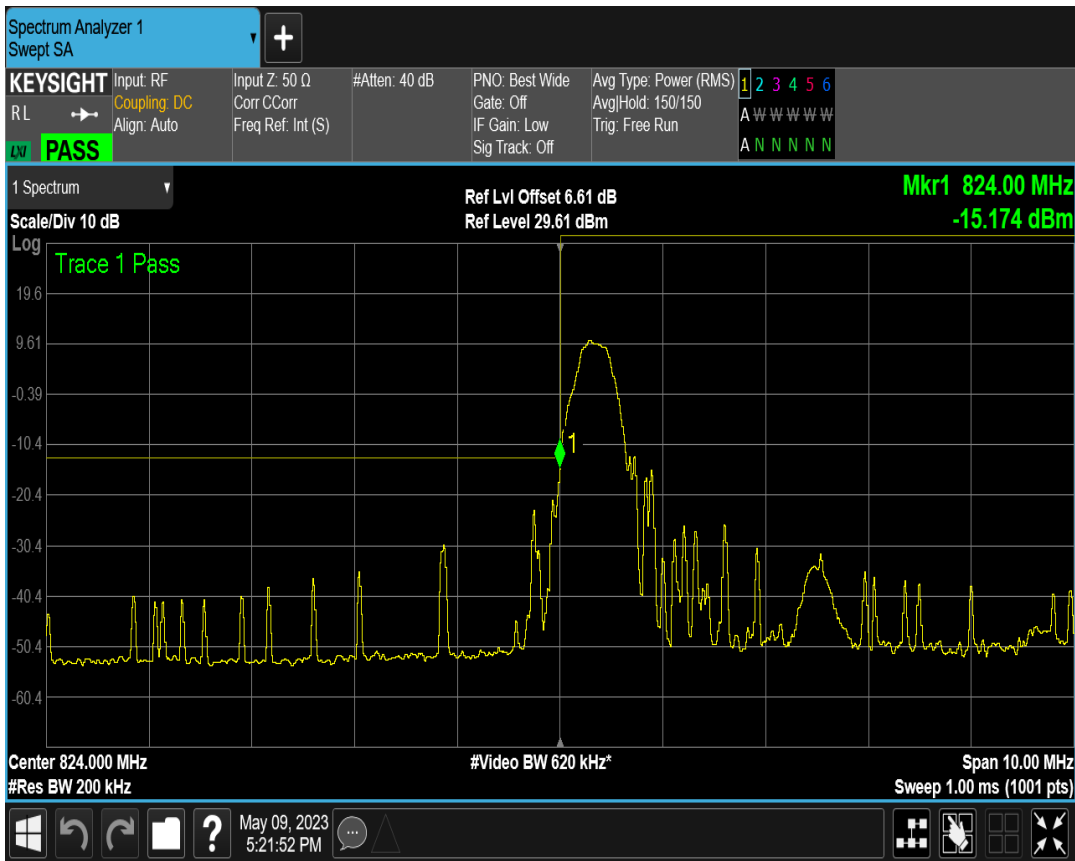 Spectrum Analyzer 1
Swept SA
+
KEYSIGHT
RL
LXI PASS
Input: RF
Coupling: DC
Align: Auto
Input Z: 50 Ω
Corr CCorr
Freq Ref: Int (S)
#Atten: 40 dB
PNO: Best Wide
Gate: Off
IF Gain: Low
Sig Track: Off
Avg Type: Power (RMS)
Avg|Hold: 150/150
Trig: Free Run
1 2 3 4 5 6
A W W W W W
A N N N N N
1 Spectrum
Scale/Div 10 dB
Ref Lvl Offset 6.61 dB
Ref Level 29.61 dBm
Mkr1 824.00 MHz
-15.174 dBm
Log
Trace 1 Pass
19.6
9.61
-0.39
-10.4
1
-20.4
-30.4
-40.4
-50.4
-60.4
Center 824.000 MHz
#Video BW 620 kHz*
Span 10.00 MHz
#Res BW 200 kHz
Sweep 1.00 ms (1001 pts)
?
May 09, 2023
5:21:52 PM